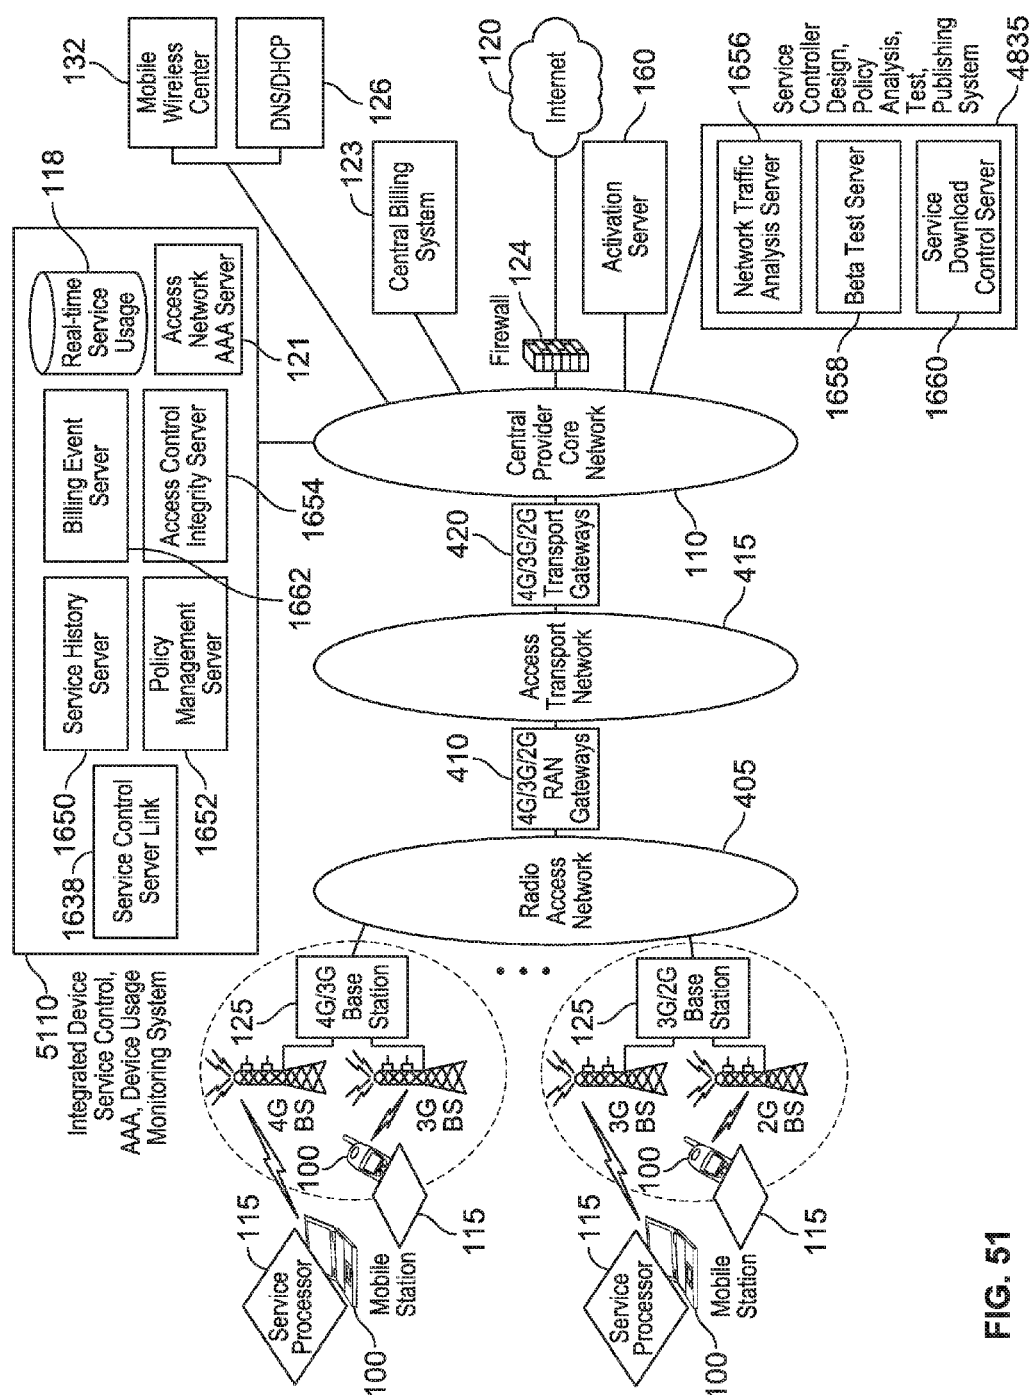 5110
Integrated Device
Service Control,
AAA, Device Usage
Monitoring System
1638
Service Control
Server Link
1650
Service History
Server
1652
Policy
Management
Server
1662
Billing Event
Server
1654
Access Control
Integrity Server
118
Real-time
Service
Usage
121
Access
Network
AAA Server
132
Mobile
Wireless
Center
DNS/DHCP
126
123
Central Billing
System
120
Internet
124
Firewall
160
Activation
Server
1656
Network Traffic
Analysis Server
1658
Beta Test Server
1660
Service
Download
Control Server
Service
Controller
Design,
Policy
Analysis,
Test,
Publishing
System
4835
Central
Provider
Core
Network
110
420
4G/3G/2G
Transport
Gateways
Access
Transport
Network
415
410
4G/3G/2G
RAN
Gateways
Radio
Access
Network
405
125
4G/3G
Base
Station
4G
BS
3G
BS
100
115
Service
Processor
115
100
Mobile
Station
125
3G/2G
Base
Station
3G
BS
2G
BS
100
115
Service
Processor
115
100
Mobile
Station
FIG. 51